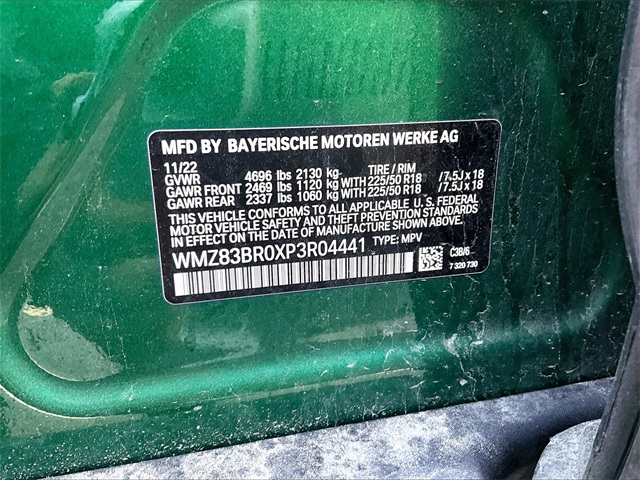 MFD BY BAYERISCHE MOTOREN WERKE AG
11/22
GVWR 4696 lbs 2130 kg TIRE / RIM
GAWR FRONT 2469 lbs 1120 kg WITH 225/50 R18 /7.5J x 18
GAWR REAR 2337 lbs 1060 kg WITH 225/50 R18 /7.5J x 18
THIS VEHICLE CONFORMS TO ALL APPLICABLE U. S. FEDERAL
MOTOR VEHICLE SAFETY AND THEFT PREVENTION STANDARDS
IN EFFECT ON THE DATE OF MANUFACTURE SHOWN ABOVE.
WMZ83BR0XP3R04441 TYPE: MPV
C3B/6
7 320 730